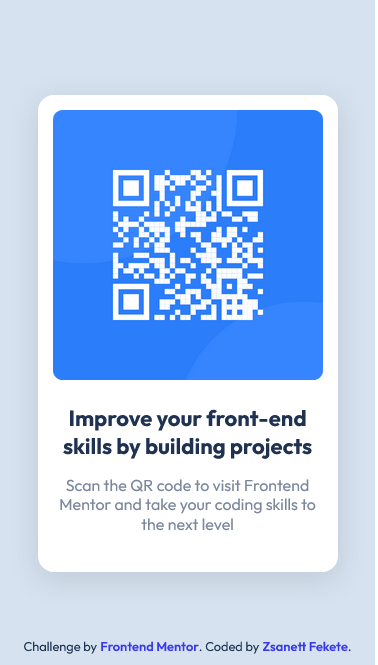 Improve your front-end
skills by building projects
Scan the QR code to visit Frontend
Mentor and take your coding skills to
the next level
Challenge by Frontend Mentor. Coded by Zsanett Fekete.